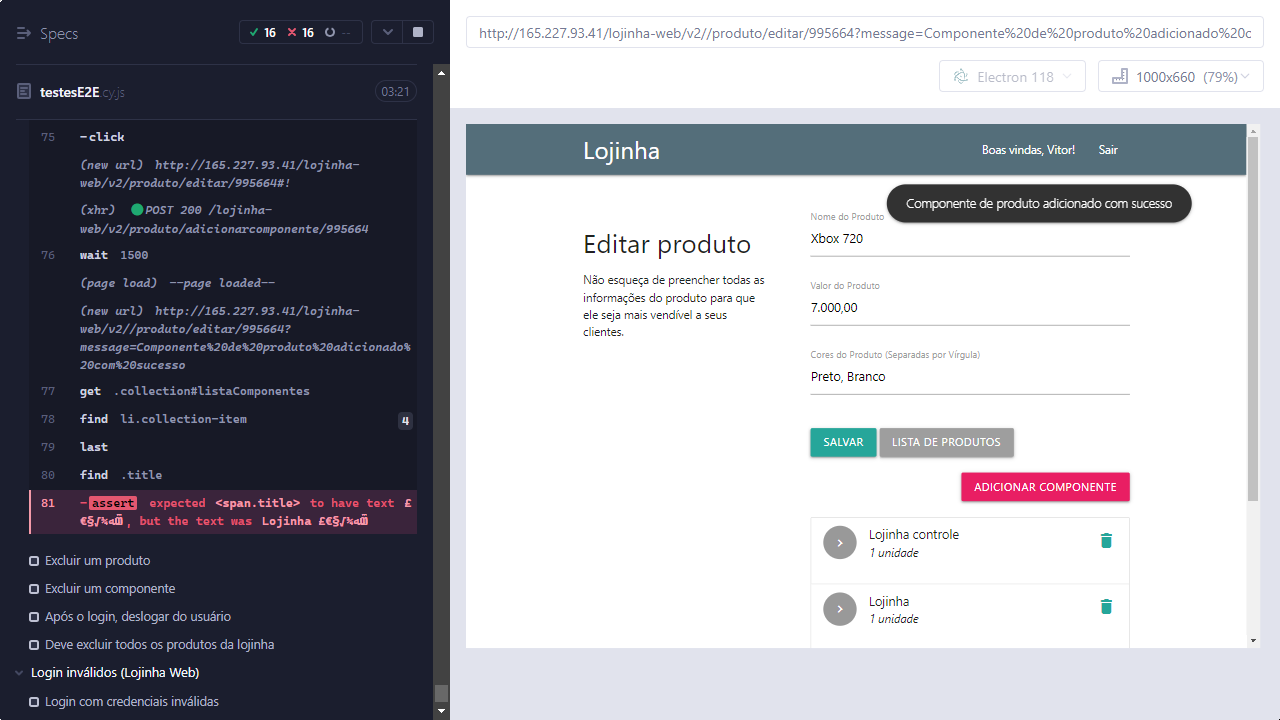 Specs
16 16 --
testesE2E.cy.js 03:21
75 -click
(new url) http://165.227.93.41/lojinha-
web/v2/produto/editar/995664#!
(xhr) POST 200 /lojinha-
web/v2/produto/adicionarcomponente/995664
76 wait 1500
(page load) --page loaded--
(new url) http://165.227.93.41/lojinha-
web/v2//produto/editar/995664?
message=Componente%20de%20produto%20adicionado%
20com%20sucesso
77 get .collection#listaComponentes
78 find li.collection-item 4
79 last
80 find .title
81 -assert expected <span.title> to have text £
, but the text was Lojinha
Excluir um produto
Excluir um componente
Após o login, deslogar do usuário
Deve excluir todos os produtos da lojinha
Login inválidos (Lojinha Web)
Login com credenciais inválidas
http://165.227.93.41/lojinha-web/v2//produto/editar/995664?message=Componente%20de%20produto%20adicionado%20c
Electron 118
1000x660 (79%)
Lojinha
Boas vindas, Vitor! Sair
Componente de produto adicionado com sucesso
Editar produto
Não esqueça de preencher todas as
informações do produto para que
ele seja mais vendível a seus
clientes.
Nome do Produto
Xbox 720
Valor do Produto
7.000,00
Cores do Produto (Separadas por Vírgula)
Preto, Branco
SALVAR LISTA DE PRODUTOS
ADICIONAR COMPONENTE
Lojinha controle
1 unidade
Lojinha
1 unidade